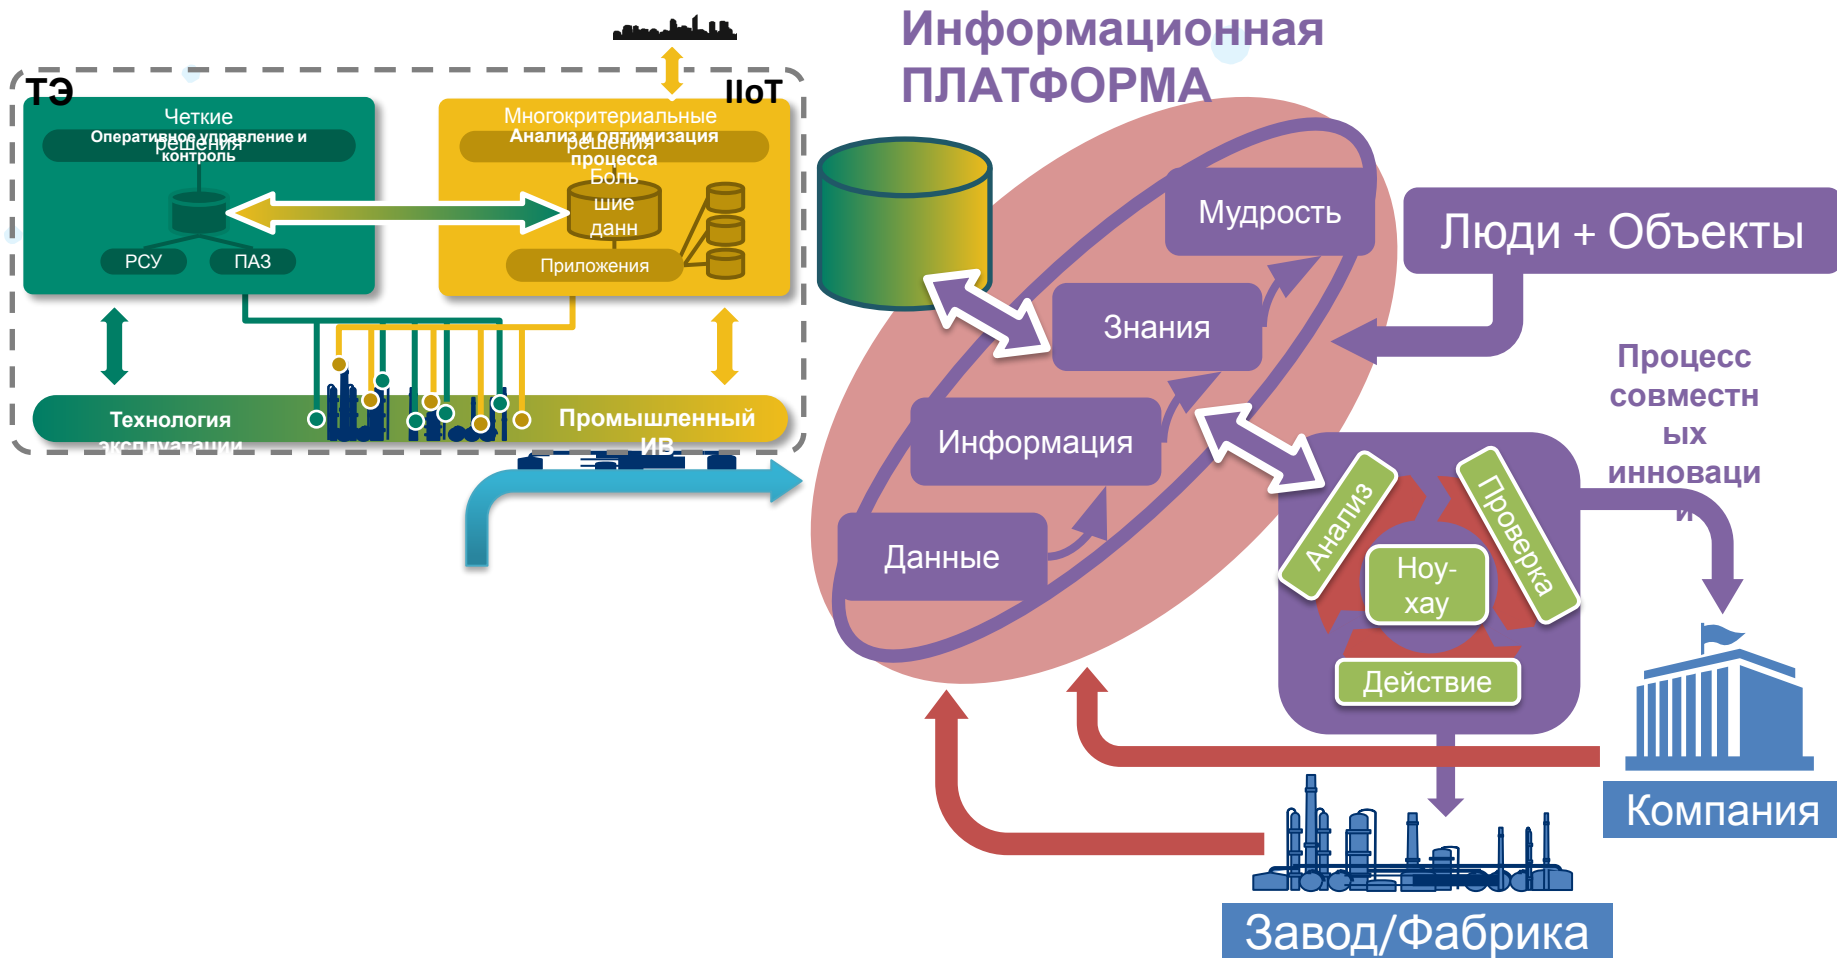 Информационная
ПЛАТФОРМА
ТЭ
IIoT
Четкие
решения
Оперативное управление и
контроль
РСУ
ПАЗ
Многокритериальные
решения
Анализ и оптимизация
процесса
Боль
шие
данн
Приложения
Технология
эксплуатации
Промышленный
ИВ
Мудрость
Знания
Информация
Данные
Люди + Объекты
Процесс
совместн
ых
инноваци
и
Анализ
Проверка
Ноу-
хау
Действие
Компания
Завод/Фабрика